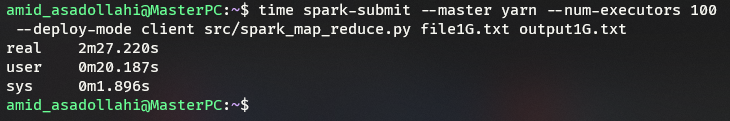 amid_asadollahi@MasterPC:~$ time spark-submit --master yarn --num-executors 100
--deploy-mode client src/spark_map_reduce.py file1G.txt output1G.txt
real    2m27.220s
user    0m20.187s
sys     0m1.896s
amid_asadollahi@MasterPC:~$